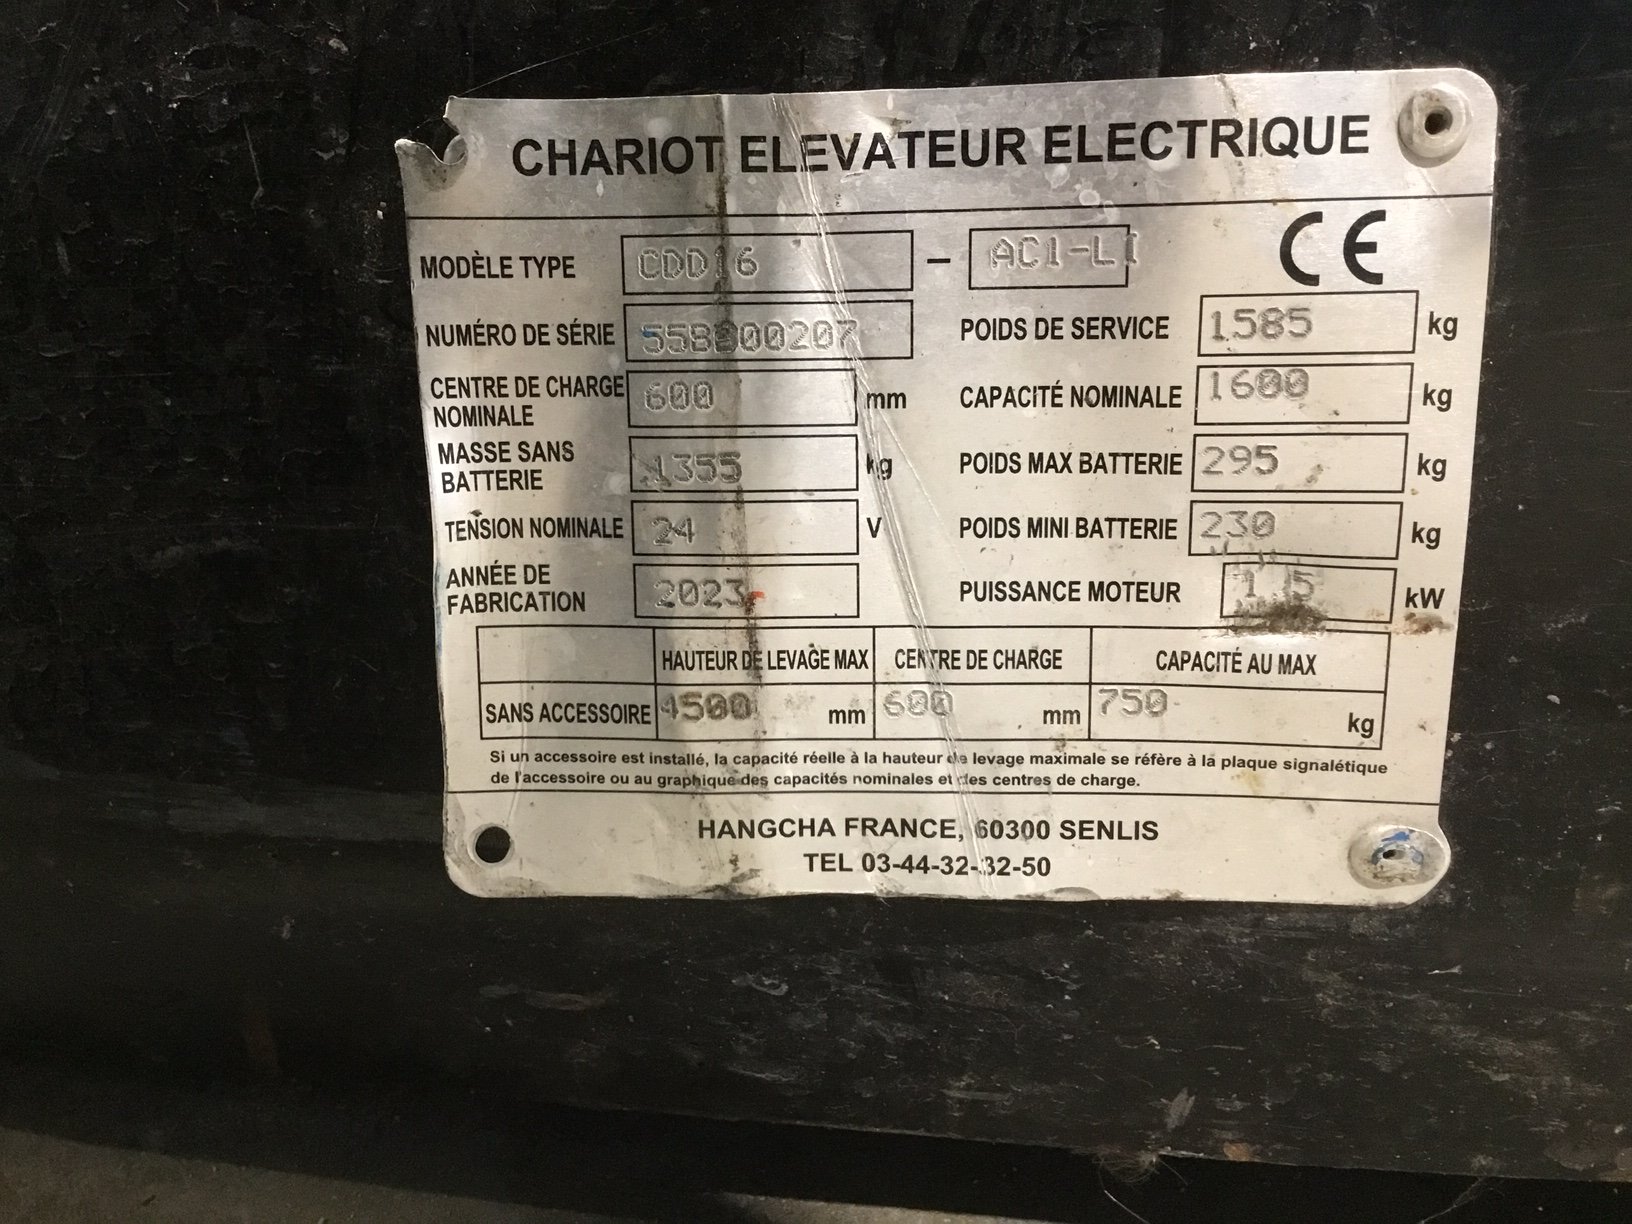 CHARIOT ELEVATEUR ELECTRIQUE
MODÈLE TYPE CDD16 - AC1-LI CE
NUMÉRO DE SÉRIE POIDS DE SERVICE 1585 kg
CENTRE DE CHARGE NOMINALE 600 mm CAPACITÉ NOMINALE 1600 kg
MASSE SANS BATTERIE 1355 kg POIDS MAX BATTERIE 295 kg
TENSION NOMINALE 24 V POIDS MINI BATTERIE 230 kg
ANNÉE DE FABRICATION 2023 PUISSANCE MOTEUR 1.5 kW
HAUTEUR DE LEVAGE MAX CENTRE DE CHARGE CAPACITÉ AU MAX
SANS ACCESSOIRE 4500 mm 600 mm 750 kg
Si un accessoire est installé, la capacité réelle à la hauteur de levage maximale se réfère à la plaque signalétique
de l'accessoire ou au graphique des capacités nominales et des centres de charge.
HANGCHA FRANCE, 60300 SENLIS
TEL 03-44-32-32-50